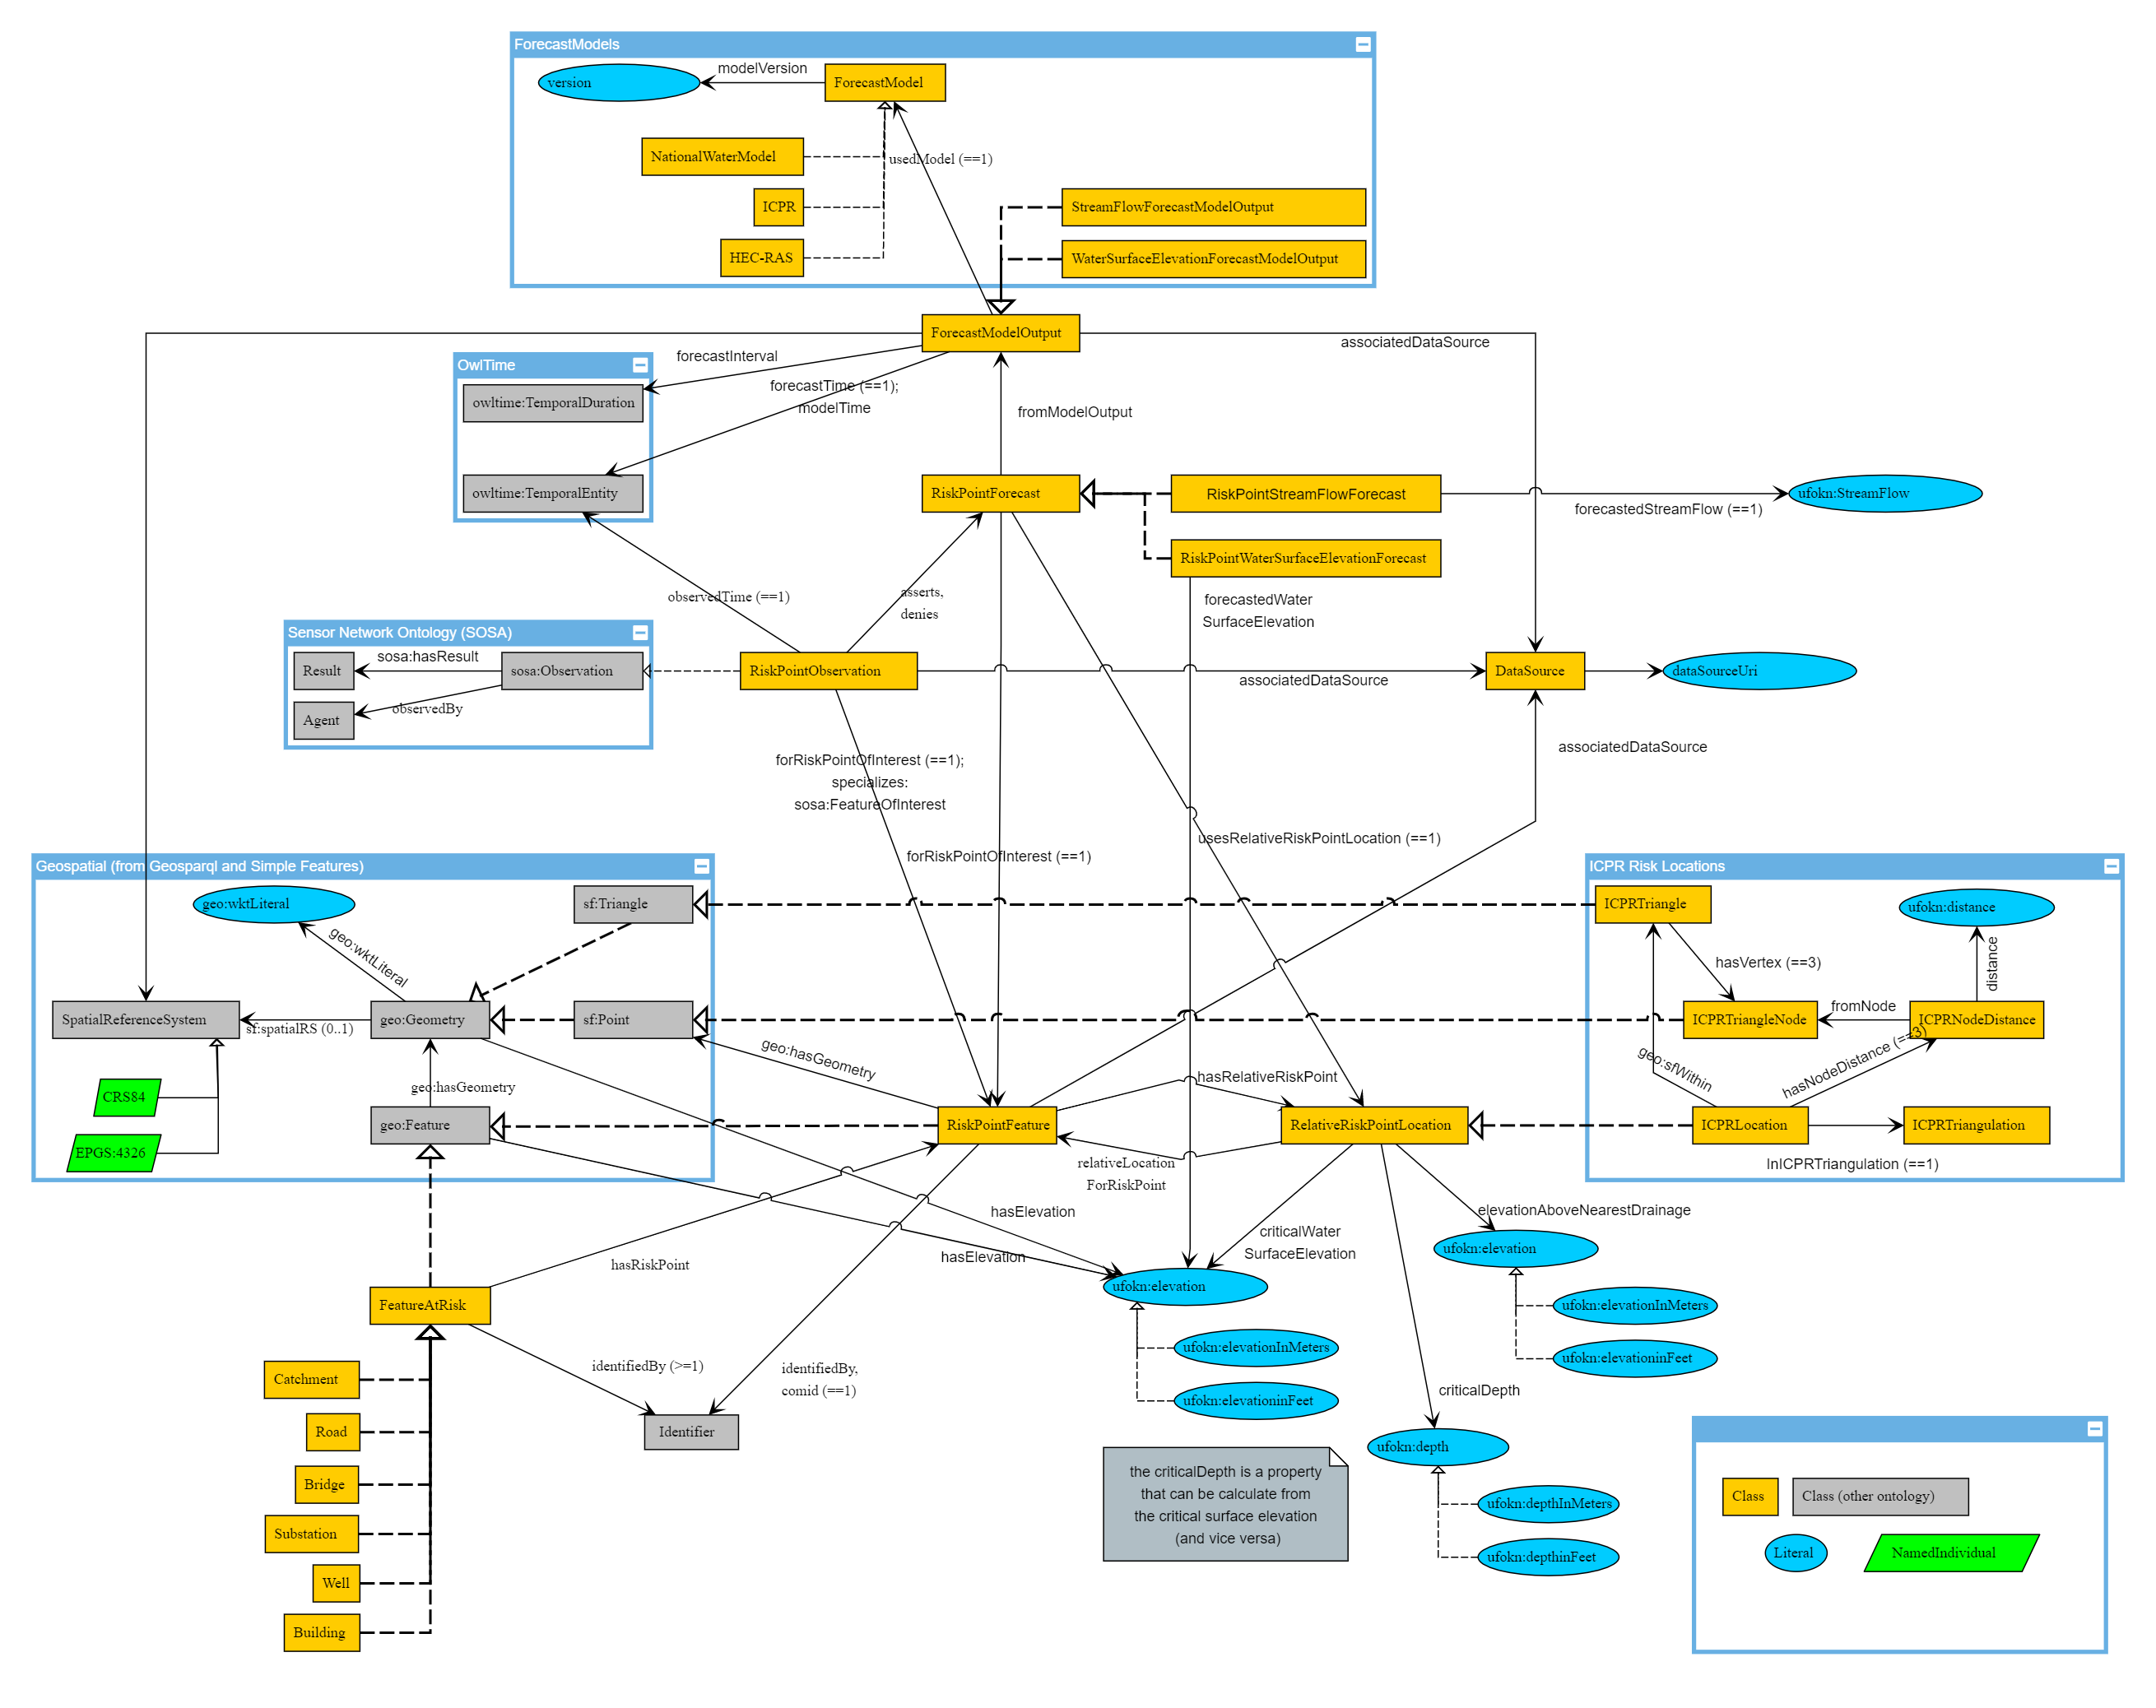 ForecastModels
modelVersion
version
ForecastModel
NationalWaterModel
usedModel (==1)
ICPR
StreamFlowForecastModelOutput
HEC-RAS
WaterSurfaceElevationForecastModelOutput
ForecastModelOutput
associatedDataSource
forecastInterval
OwlTime
owltime:TemporalDuration
forecastTime (==1);
modelTime
fromModelOutput
owltime:TemporalEntity
RiskPointForecast
RiskPointStreamFlowForecast
ufokn:StreamFlow
forecastedStreamFlow (==1)
RiskPointWaterSurfaceElevationForecast
observedTime (==1)
asserts,
denies
forecastedWater
SurfaceElevation
Sensor Network Ontology (SOSA)
sosa:hasResult
Result
sosa:Observation
RiskPointObservation
associatedDataSource
DataSource
dataSourceUri
observedBy
Agent
associatedDataSource
forRiskPointOfInterest (==1);
specializes:
sosa:FeatureOfInterest
usesRelativeRiskPointLocation (==1)
forRiskPointOfInterest (==1)
Geospatial (from Geosparql and Simple Features)
ICPR Risk Locations
geo:wktLiteral
sf:Triangle
ICPRTriangle
ufokn:distance
geo:wktLiteral
hasVertex (==3)
distance
SpatialReferenceSystem
sf:spatialRS (0..1)
geo:Geometry
sf:Point
ICPRTriangleNode
fromNode
ICPRNodeDistance
geo:hasGeometry
geo:sfWithin
hasNodeDistance (==3)
hasRelativeRiskPoint
geo:hasGeometry
CRS84
geo:Feature
RiskPointFeature
RelativeRiskPointLocation
ICPRLocation
ICPRTriangulation
EPGS:4326
relativeLocation
ForRiskPoint
InICPRTriangulation (==1)
hasElevation
elevationAboveNearestDrainage
criticalWater
SurfaceElevation
ufokn:elevation
hasElevation
hasRiskPoint
ufokn:elevation
FeatureAtRisk
ufokn:elevationInMeters
ufokn:elevationInMeters
ufokn:elevationinFeet
identifiedBy (>=1)
identifiedBy,
comid (==1)
Catchment
criticalDepth
ufokn:elevationinFeet
Road
Identifier
ufokn:depth
the criticalDepth is a property
that can be calculate from
the critical surface elevation
(and vice versa)
Bridge
ufokn:depthInMeters
Class
Class (other ontology)
Substation
ufokn:depthinFeet
Literal
NamedIndividual
Well
Building